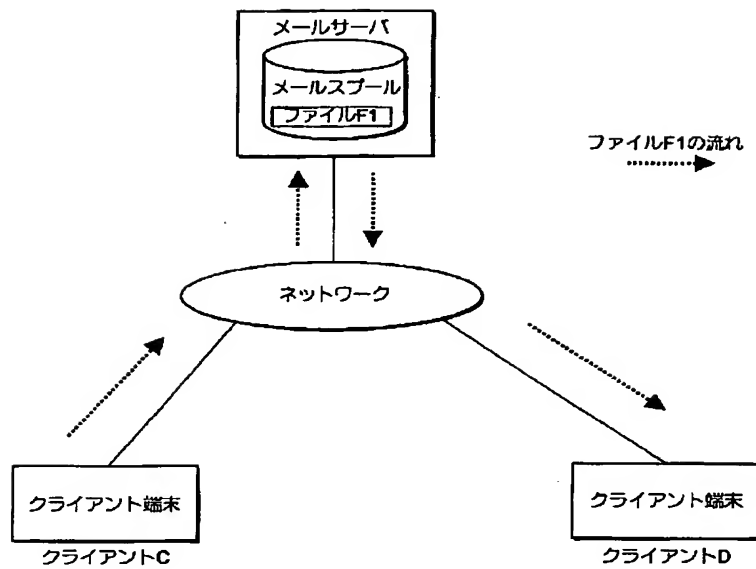 メールサーバ
メールスプール
ファイルF1
ファイルF1の流れ
ネットワーク
クライアント端末
クライアントC
クライアント端末
クライアントD